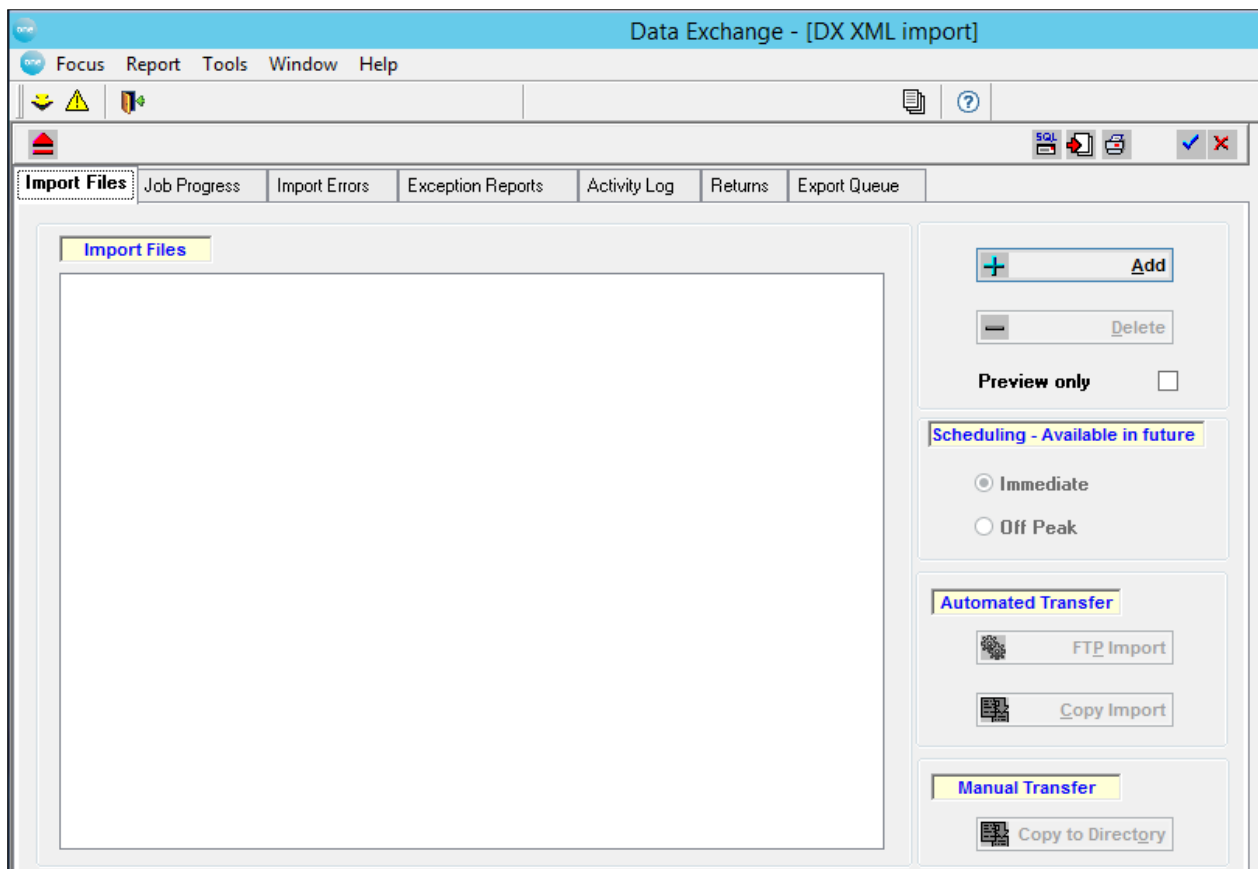 one
Data Exchange - [DX XML import]
one Focus Report Tools Window Help
?
SQL
Import Files Job Progress Import Errors Exception Reports Activity Log Returns Export Queue
Import Files
Add
Delete
Preview only
Scheduling - Available in future
Immediate
Off Peak
Automated Transfer
FTP Import
Copy Import
Manual Transfer
Copy to Directory